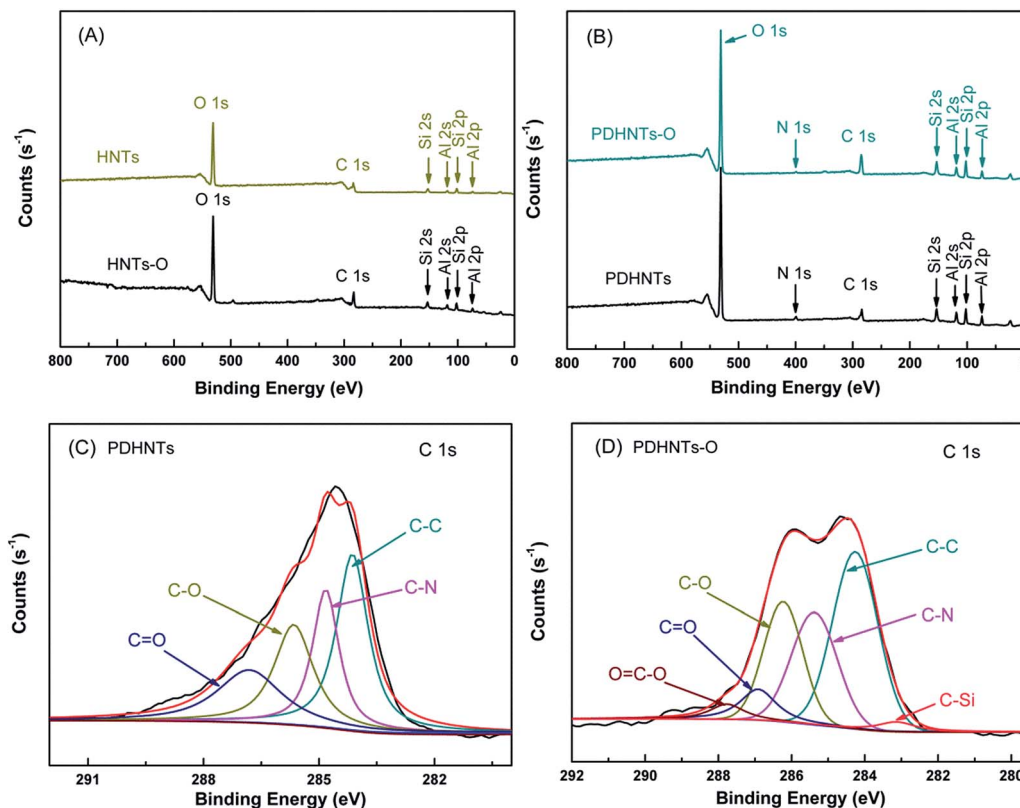 (A)
O 1s
HNTs
C 1s
Si 2s
Al 2s
Si 2p
Al 2p
O 1s
HNTs-O
C 1s
Si 2s
Al 2s
Si 2p
Al 2p
Counts (s-1)
800 700 600 500 400 300 200 100 0
Binding Energy (eV)
(B)
O 1s
PDHNTs-O
N 1s
C 1s
Si 2s
Al 2s
Si 2p
Al 2p
PDHNTs
N 1s
C 1s
Si 2s
Al 2s
Si 2p
Al 2p
Counts (s-1)
800 700 600 500 400 300 200 100 0
Binding Energy (eV)
(C) PDHNTs
C 1s
C-C
C-N
C-O
C=O
Counts (s-1)
291 288 285 282
Binding Energy (eV)
(D) PDHNTs-O
C 1s
C-C
C-O
C-N
C=O
O=C-O
C-Si
Counts (s-1)
292 290 288 286 284 282 280
Binding Energy (eV)